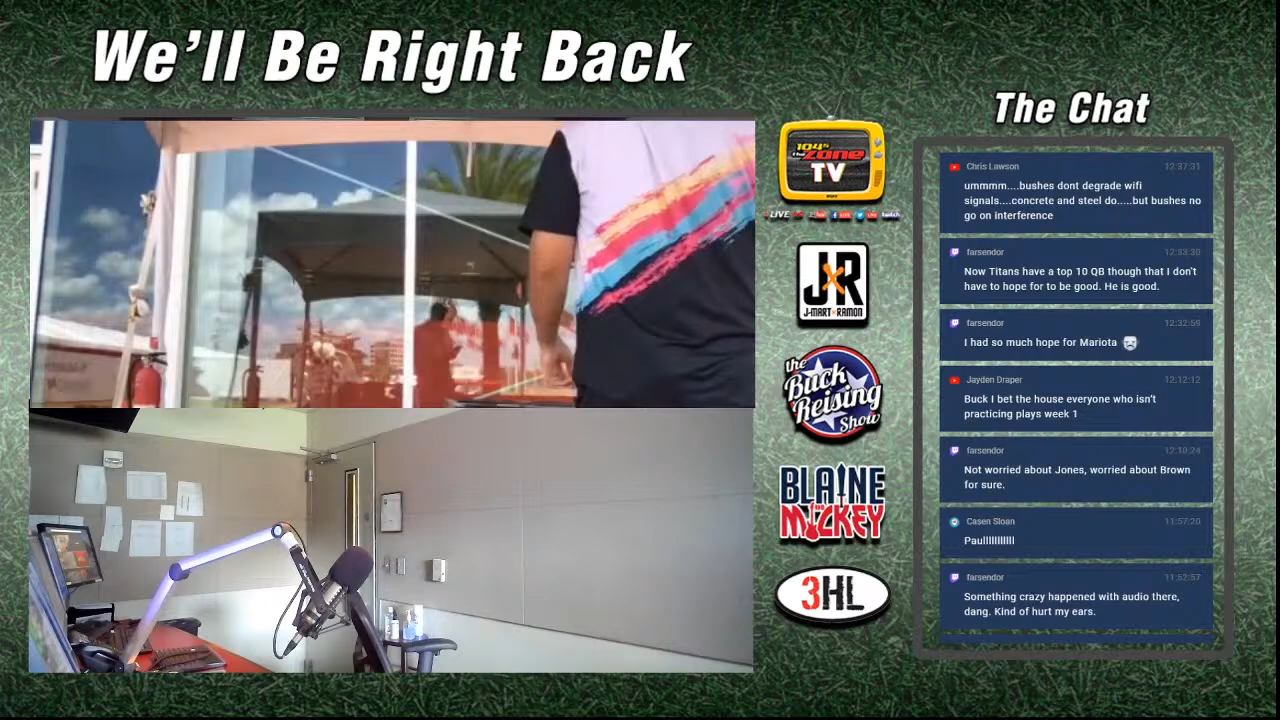 We'll Be Right Back
The Chat
104.5
the ZONE
TV
LIVE
JxR
J-MART x RAMON
the
Buck
Reising
Show
BLAINE
AND
MICKEY
3HL
Chris Lawson 12:37:31
ummmm....bushes dont degrade wifi
signals....concrete and steel do.....but bushes no
go on interference
farsendor 12:33:30
Now Titans have a top 10 QB though that I don't
have to hope for to be good. He is good.
farsendor 12:32:59
I had so much hope for Mariota
Jayden Draper 12:12:12
Buck I bet the house everyone who isn't
practicing plays week 1
farsendor 12:10:24
Not worried about Jones, worried about Brown
for sure.
Casen Sloan 11:57:20
Paulllllllllll
farsendor 11:52:57
Something crazy happened with audio there,
dang. Kind of hurt my ears.